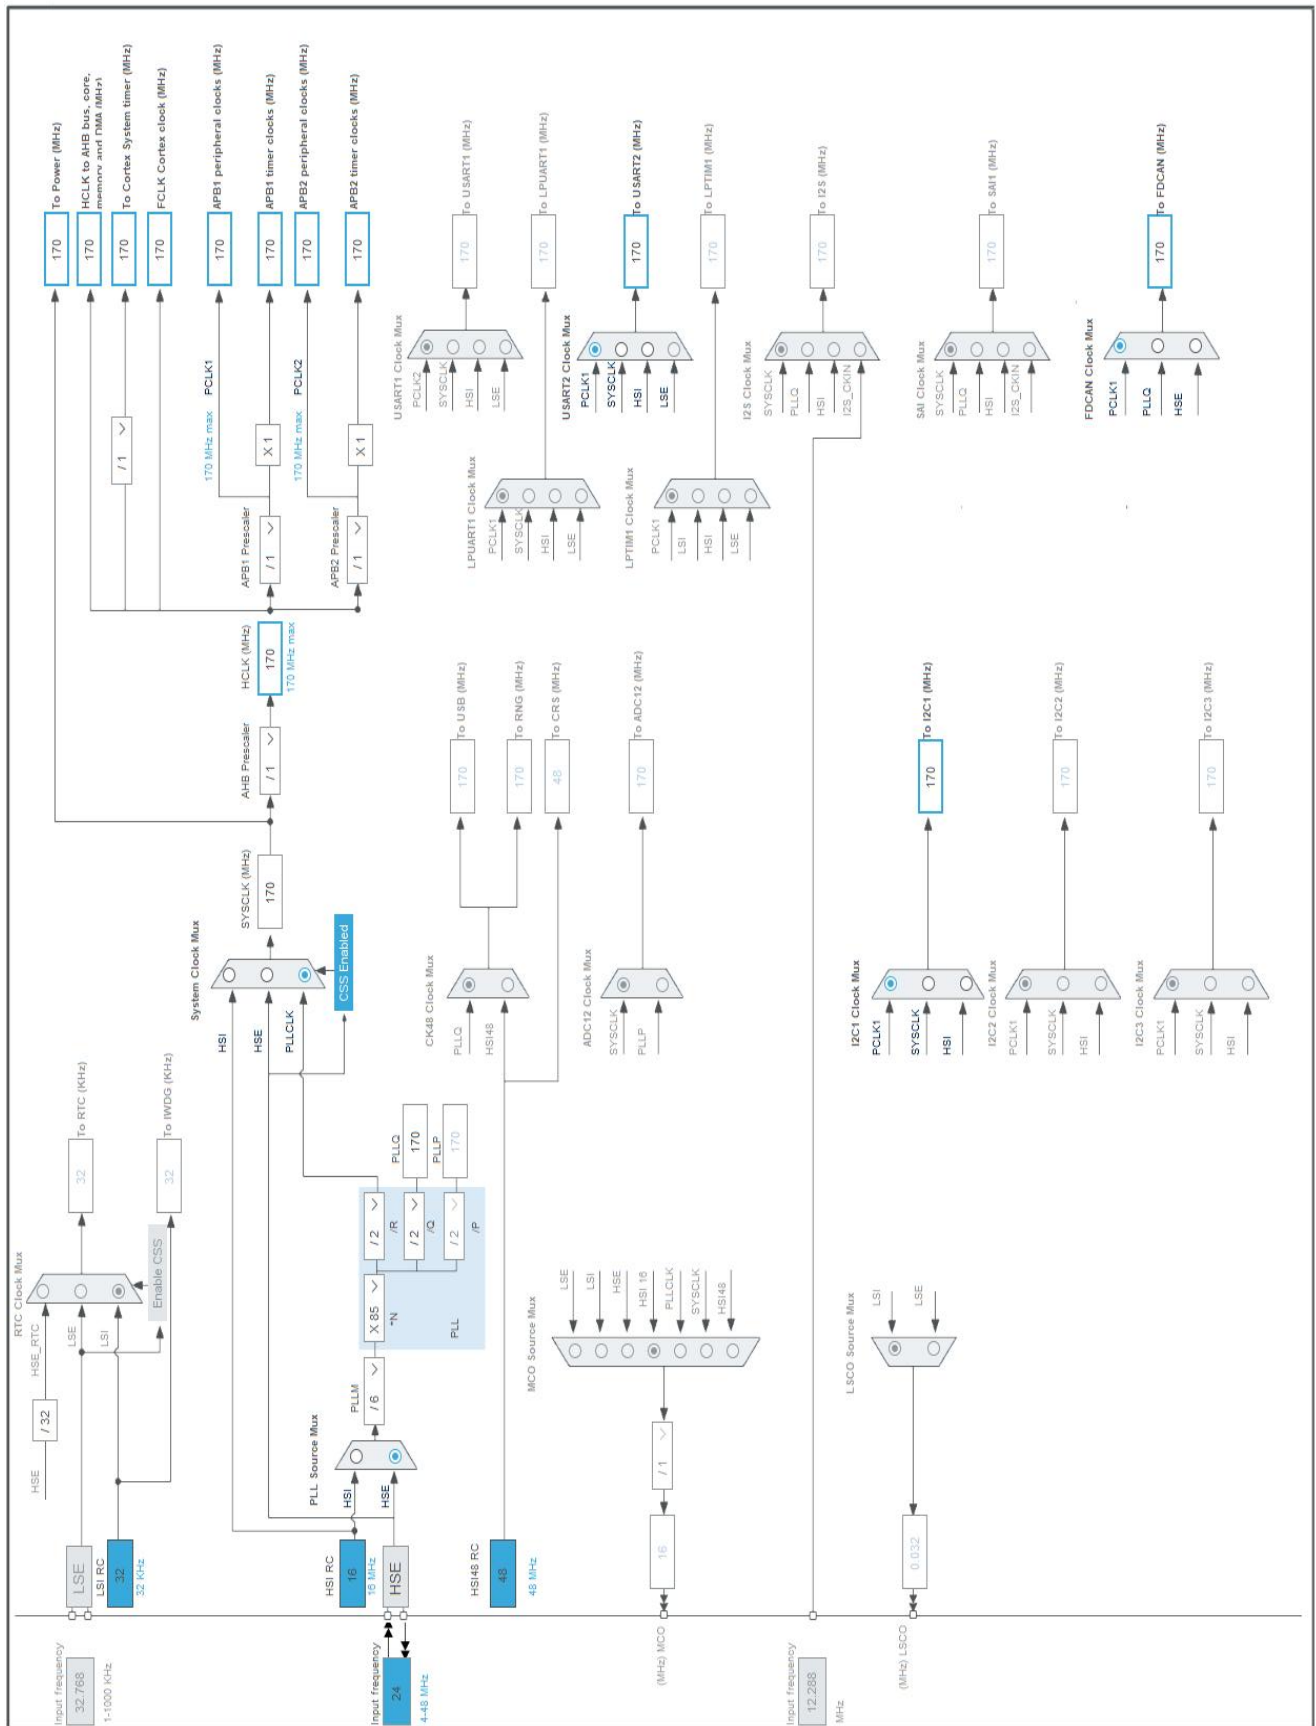 Input frequency
32.768
1-1000 KHz
LSE
LSI RC
32
32 KHz
HSE
/ 32
HSE_RTC
LSE
LSI
RTC Clock Mux
Enable CSS
32
To RTC (KHz)
32
To IWDG (KHz)
Input frequency
24
4-48 MHz
HSI RC
16
16 MHz
HSE
PLL Source Mux
HSI
HSE
PLLM
/ 6
X 85
*N
PLL
/ 2
/R
/ 2
/Q
/ 2
/P
PLLQ
170
PLLP
170
System Clock Mux
HSI
HSE
PLLCLK
CSS Enabled
SYSCLK (MHz)
170
AHB Prescaler
/ 1
HCLK (MHz)
170
170 MHz max
APB1 Prescaler
/ 1
APB2 Prescaler
/ 1
/ 1
170 MHz max
PCLK1
X 1
170 MHz max
PCLK2
X 1
170
To Power (MHz)
170
HCLK to AHB bus, core,
memory and DMA (MHz)
170
To Cortex System timer (MHz)
170
FCLK Cortex clock (MHz)
170
APB1 peripheral clocks (MHz)
170
APB1 timer clocks (MHz)
170
APB2 peripheral clocks (MHz)
170
APB2 timer clocks (MHz)
HSI48 RC
48
48 MHz
CK48 Clock Mux
PLLQ
HSI48
170
To USB (MHz)
170
To RNG (MHz)
48
To CRS (MHz)
ADC12 Clock Mux
SYSCLK
PLLP
170
To ADC12 (MHz)
USART1 Clock Mux
PCLK2
SYSCLK
HSI
LSE
170
To USART1 (MHz)
LPUART1 Clock Mux
PCLK1
SYSCLK
HSI
LSE
170
To LPUART1 (MHz)
USART2 Clock Mux
PCLK1
SYSCLK
HSI
LSE
170
To USART2 (MHz)
LPTIM1 Clock Mux
PCLK1
LSI
HSI
LSE
170
To LPTIM1 (MHz)
I2S Clock Mux
SYSCLK
PLLQ
HSI
I2S_CKIN
170
To I2S (MHz)
SAI Clock Mux
SYSCLK
PLLQ
HSI
I2S_CKIN
170
To SAI1 (MHz)
FDCAN Clock Mux
PCLK1
PLLQ
HSE
170
To FDCAN (MHz)
(MHz) MCO
16
/ 1
MCO Source Mux
LSE
LSI
HSE
HSI 16
PLLCLK
SYSCLK
HSI48
Input frequency
12.288
MHz
(MHz) LSCO
0.032
LSCO Source Mux
LSI
LSE
I2C1 Clock Mux
PCLK1
SYSCLK
HSI
170
To I2C1 (MHz)
I2C2 Clock Mux
PCLK1
SYSCLK
HSI
170
To I2C2 (MHz)
I2C3 Clock Mux
PCLK1
SYSCLK
HSI
170
To I2C3 (MHz)